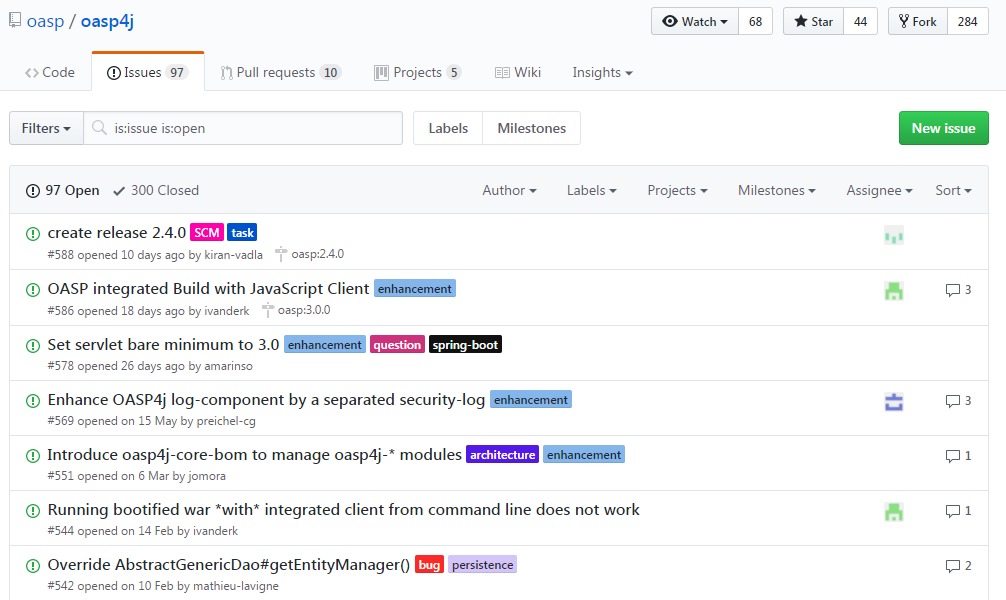 oasp / oasp4j Watch 68 Star 44 Fork 284
Code Issues 97 Pull requests 10 Projects 5 Wiki Insights
Filters is:issue is:open Labels Milestones New issue
97 Open 300 Closed Author Labels Projects Milestones Assignee Sort
create release 2.4.0 SCM task
#588 opened 10 days ago by kiran-vadla oasp:2.4.0
OASP integrated Build with JavaScript Client enhancement 3
#586 opened 18 days ago by ivanderk oasp:3.0.0
Set servlet bare minimum to 3.0 enhancement question spring-boot
#578 opened 26 days ago by amarinso
Enhance OASP4j log-component by a separated security-log enhancement 3
#569 opened on 15 May by preichel-cg
Introduce oasp4j-core-bom to manage oasp4j-* modules architecture enhancement 1
#551 opened on 6 Mar by jomora
Running bootified war *with* integrated client from command line does not work 1
#544 opened on 14 Feb by ivanderk
Override AbstractGenericDao#getEntityManager() bug persistence 2
#542 opened on 10 Feb by mathieu-lavigne